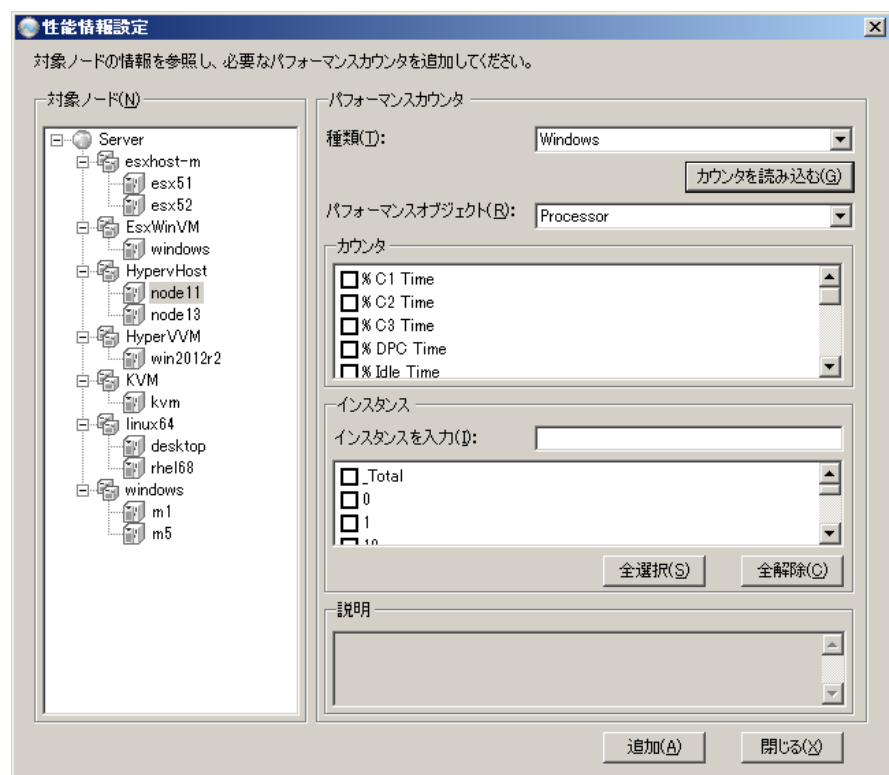 性能情報設定
対象ノードの情報を参照し、必要なパフォーマンスカウンタを追加してください。
対象ノード(N)
Server
esxhost-m
esx51
esx52
EsxWinVM
windows
HypervHost
node11
node13
HyperVVM
win2012r2
KVM
kvm
linux64
desktop
rhel68
windows
m1
m5
パフォーマンスカウンタ
種類(T):
Windows
カウンタを読み込む(G)
パフォーマンスオブジェクト(R):
Processor
カウンタ
% C1 Time
% C2 Time
% C3 Time
% DPC Time
% Idle Time
インスタンス
インスタンスを入力(I):
_Total
0
1
10
全選択(S)
全解除(C)
説明
追加(A)
閉じる(X)